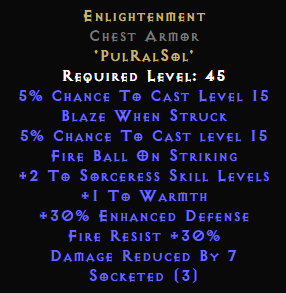 Enlightenment
Chest Armor
'PulRalSol'
Required Level: 45
5% Chance To Cast Level 15
Blaze When Struck
5% Chance To Cast level 15
Fire Ball On Striking
+2 To Sorceress Skill Levels
+1 To Warmth
+30% Enhanced Defense
Fire Resist +30%
Damage Reduced By 7
Socketed (3)